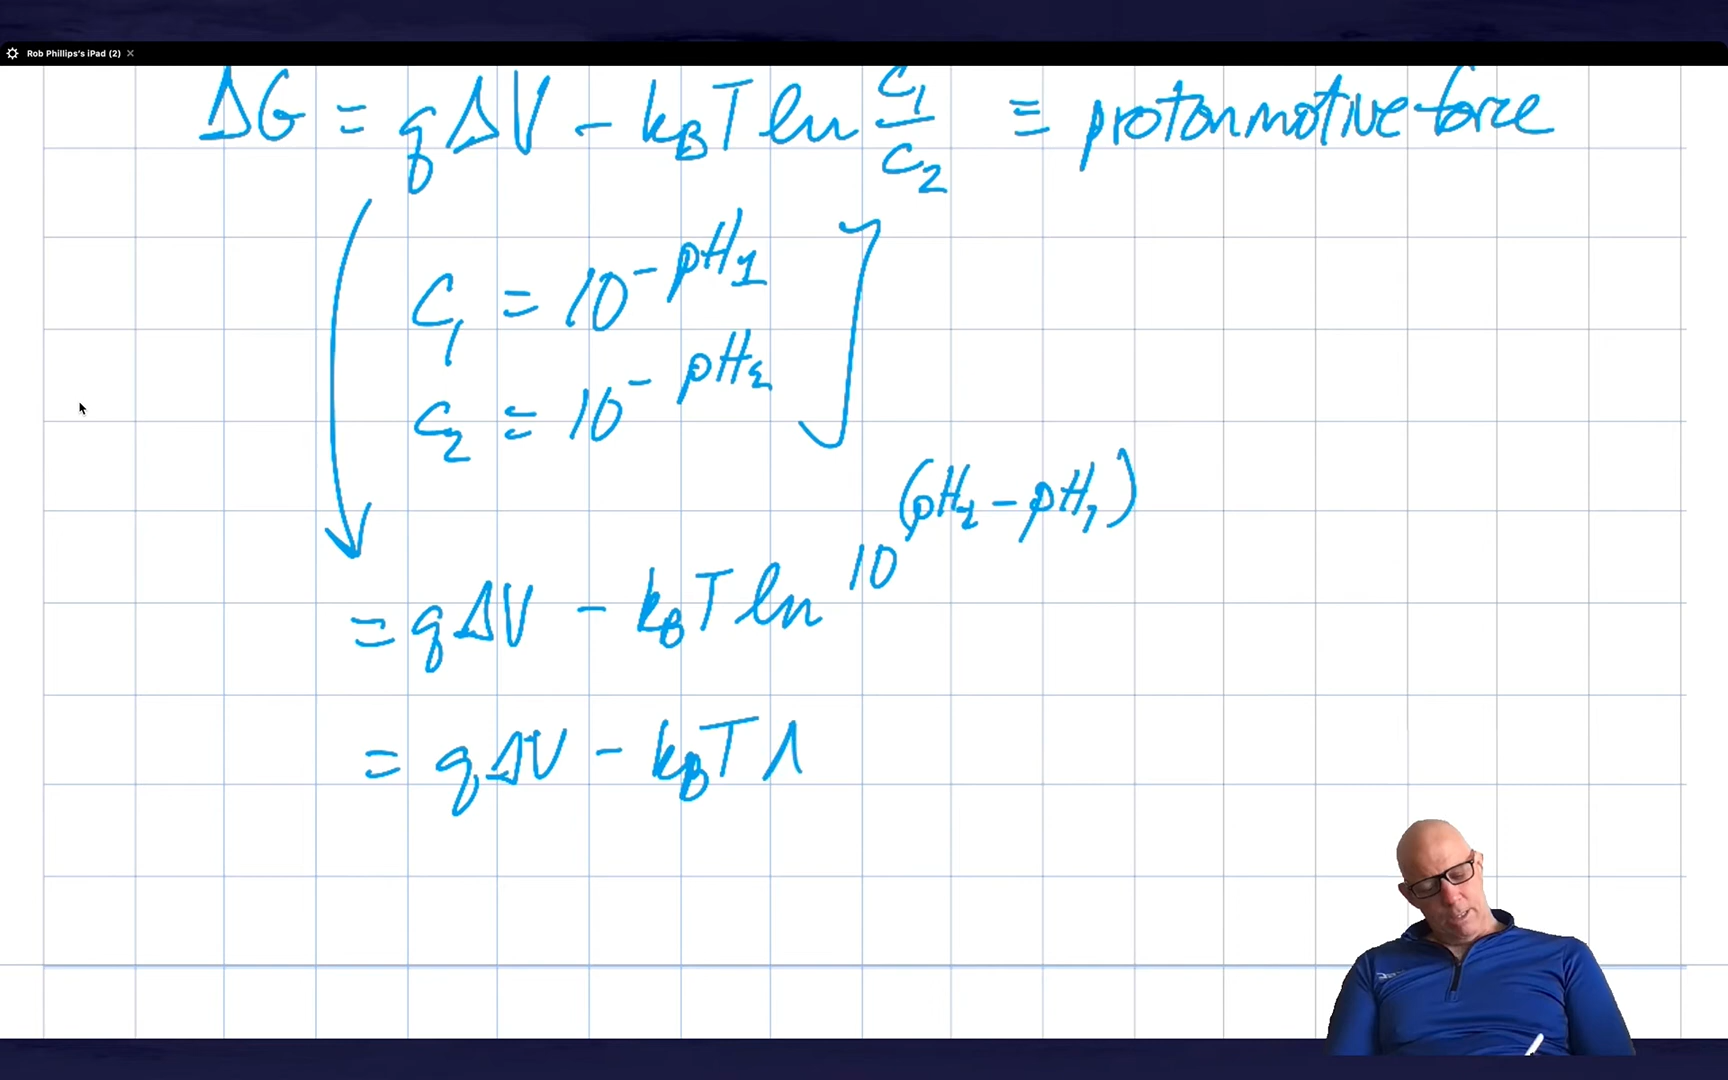 Rob Phillips's iPad (2) ×
ΔG = qΔV - k_BT ln C₁/C₂ ≡ protonmotive force
C₁ = 10^(-pH₁)
C₂ = 10^(-pH₂)
= qΔV - k_BT ln 10^(pH₂-pH₁)
= qΔV - k_BT